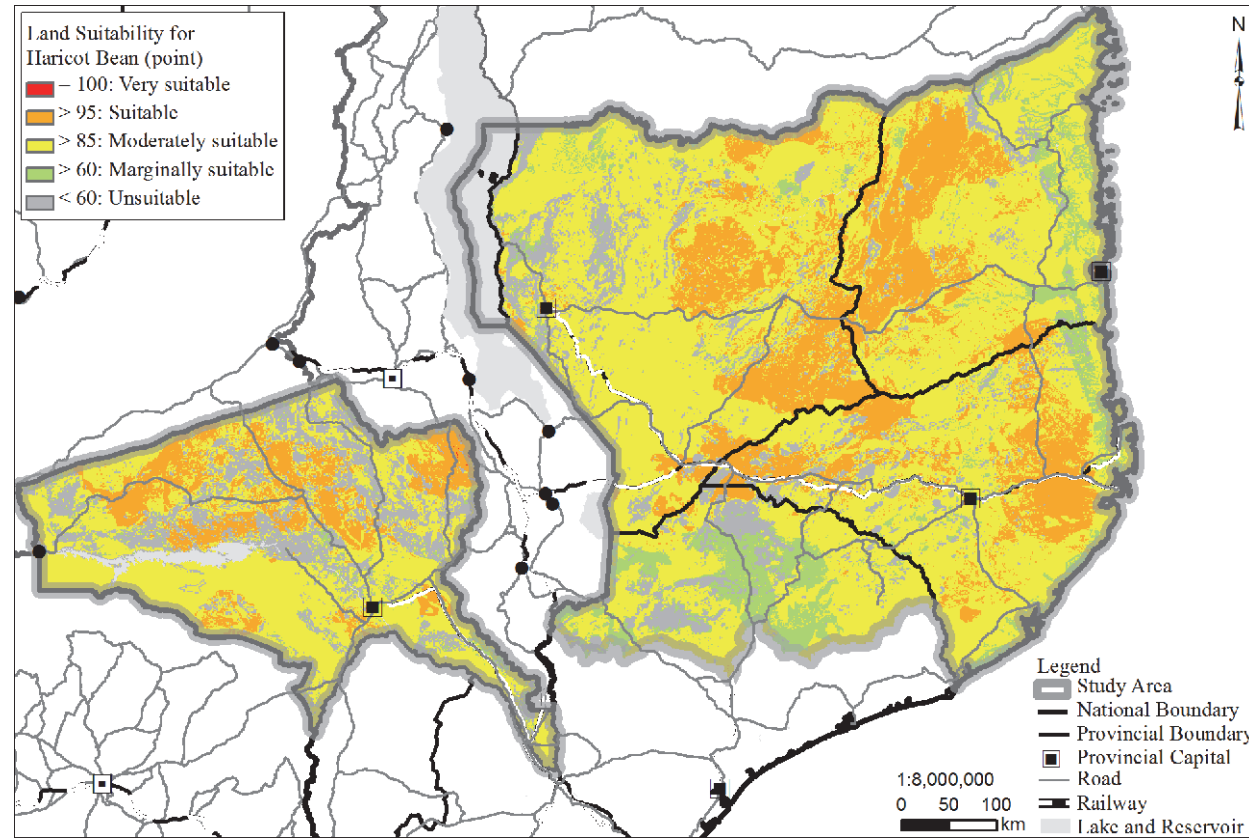 Land Suitability for
Haricot Bean (point)
= 100: Very suitable
> 95: Suitable
> 85: Moderately suitable
> 60: Marginally suitable
< 60: Unsuitable
N
Legend
Study Area
National Boundary
Provincial Boundary
Provincial Capital
Road
Railway
Lake and Reservoir
1:8,000,000
0 50 100
km